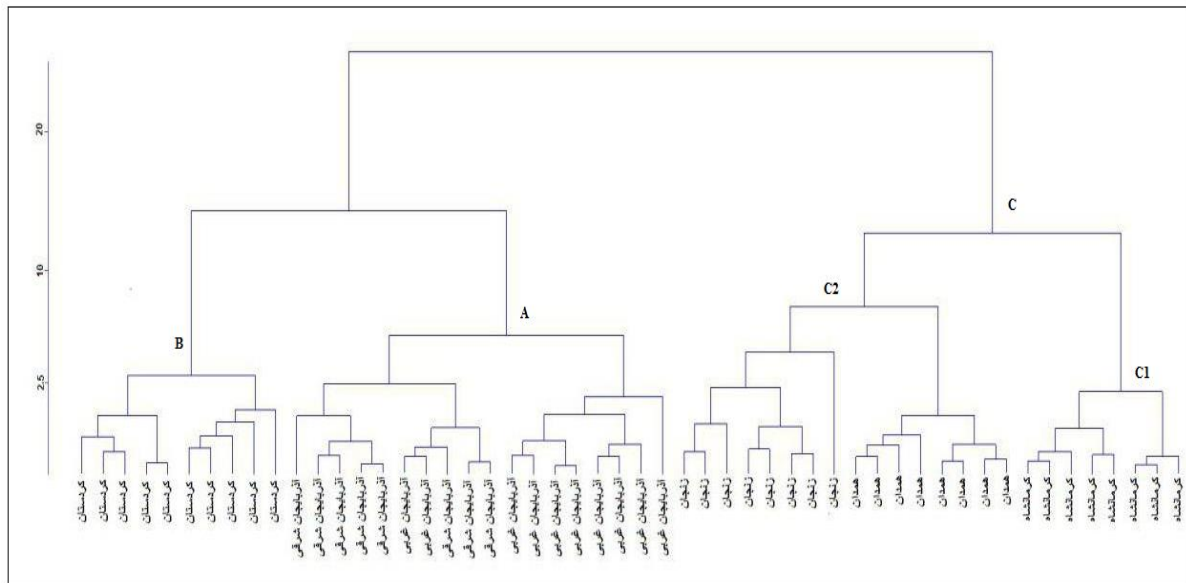 20
10
2.5
C
C2
A
B
C1
کردستان
کردستان
کردستان
کردستان
کردستان
کردستان
کردستان
کردستان
کردستان
کردستان
آذربایجان شرقی
آذربایجان شرقی
آذربایجان شرقی
آذربایجان شرقی
آذربایجان شرقی
آذربایجان غربی
آذربایجان غربی
آذربایجان شرقی
آذربایجان شرقی
آذربایجان شرقی
آذربایجان غربی
آذربایجان غربی
آذربایجان غربی
آذربایجان غربی
آذربایجان غربی
آذربایجان غربی
آذربایجان غربی
آذربایجان غربی
زنجان
زنجان
زنجان
زنجان
زنجان
زنجان
زنجان
زنجان
همدان
همدان
همدان
همدان
همدان
همدان
همدان
همدان
کرمانشاه
کرمانشاه
کرمانشاه
کرمانشاه
کرمانشاه
کرمانشاه
کرمانشاه
کرمانشاه